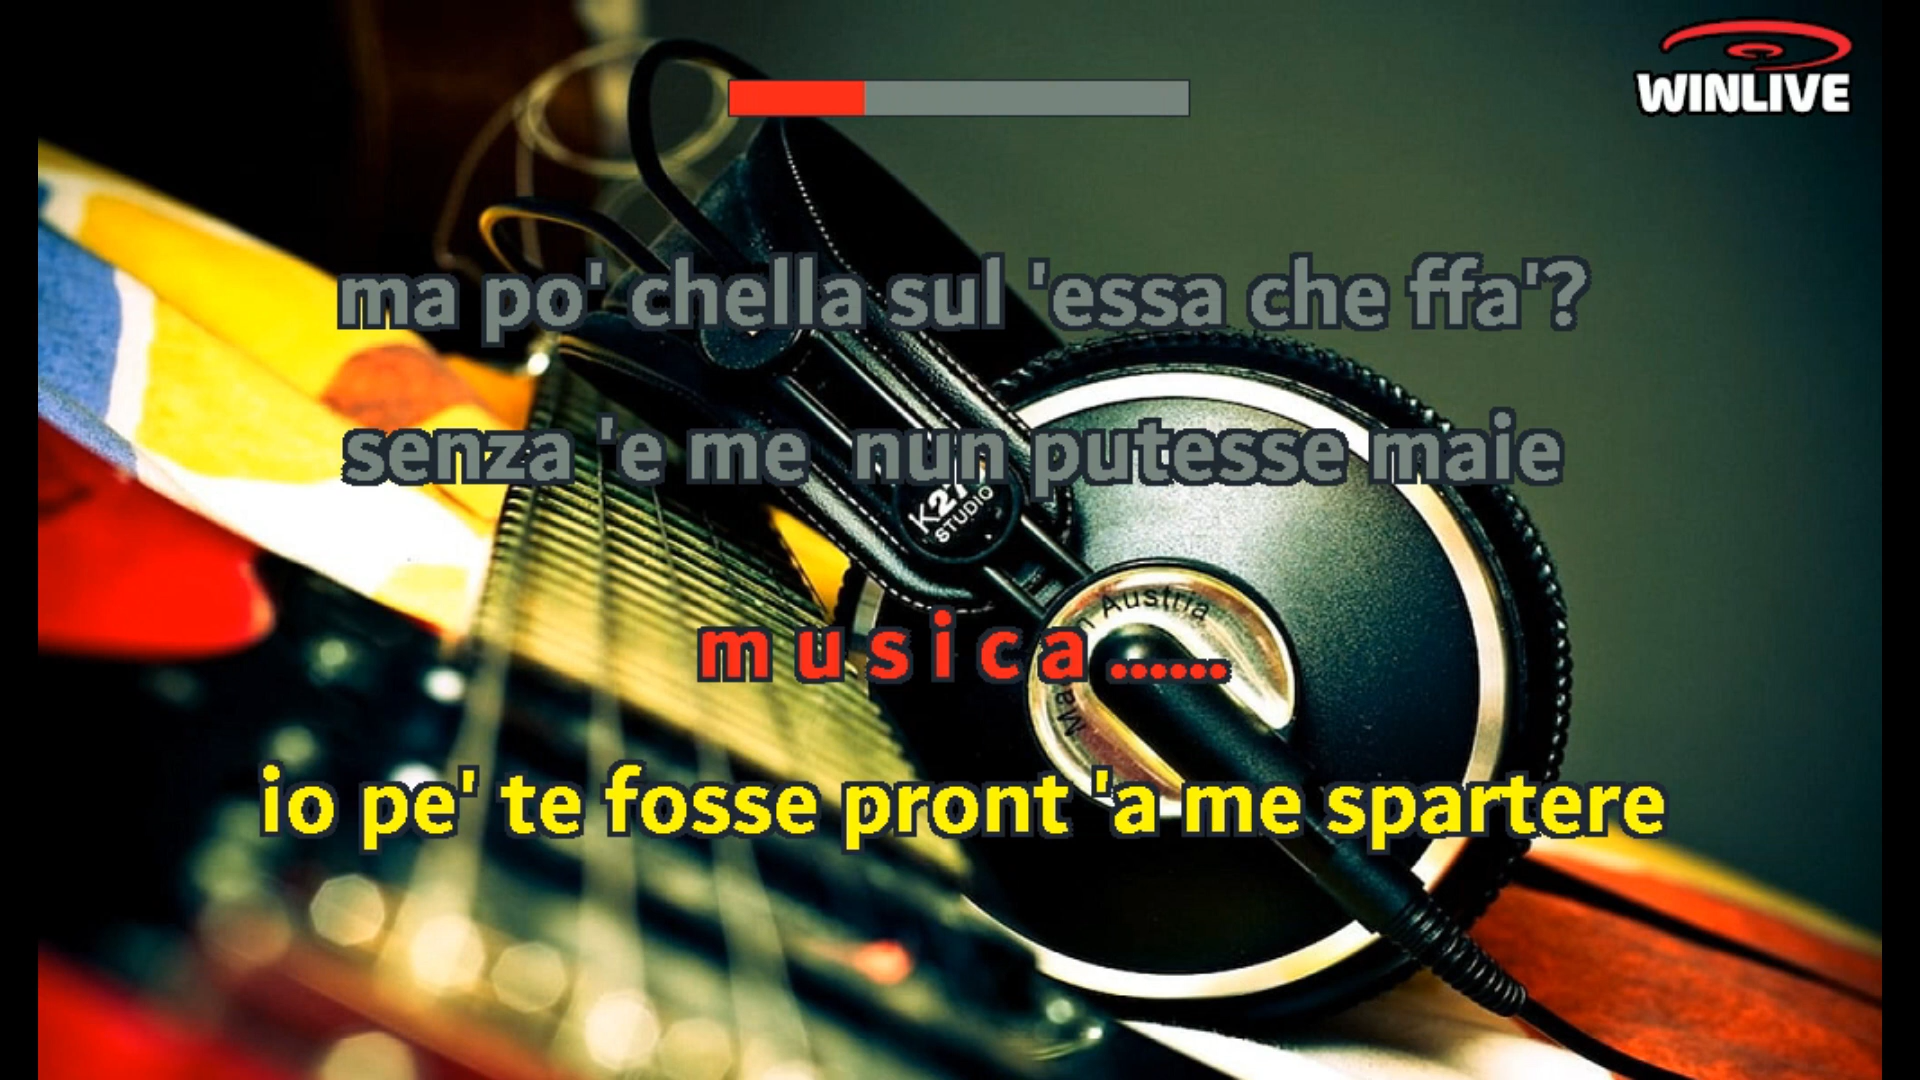 WINLIVE
ma po' chella sul 'essa che ffa'?
senza 'e me nun putesse maie
STUDIO
Austria
m u s i c a ......
io pe' te fosse pront 'a me spartere